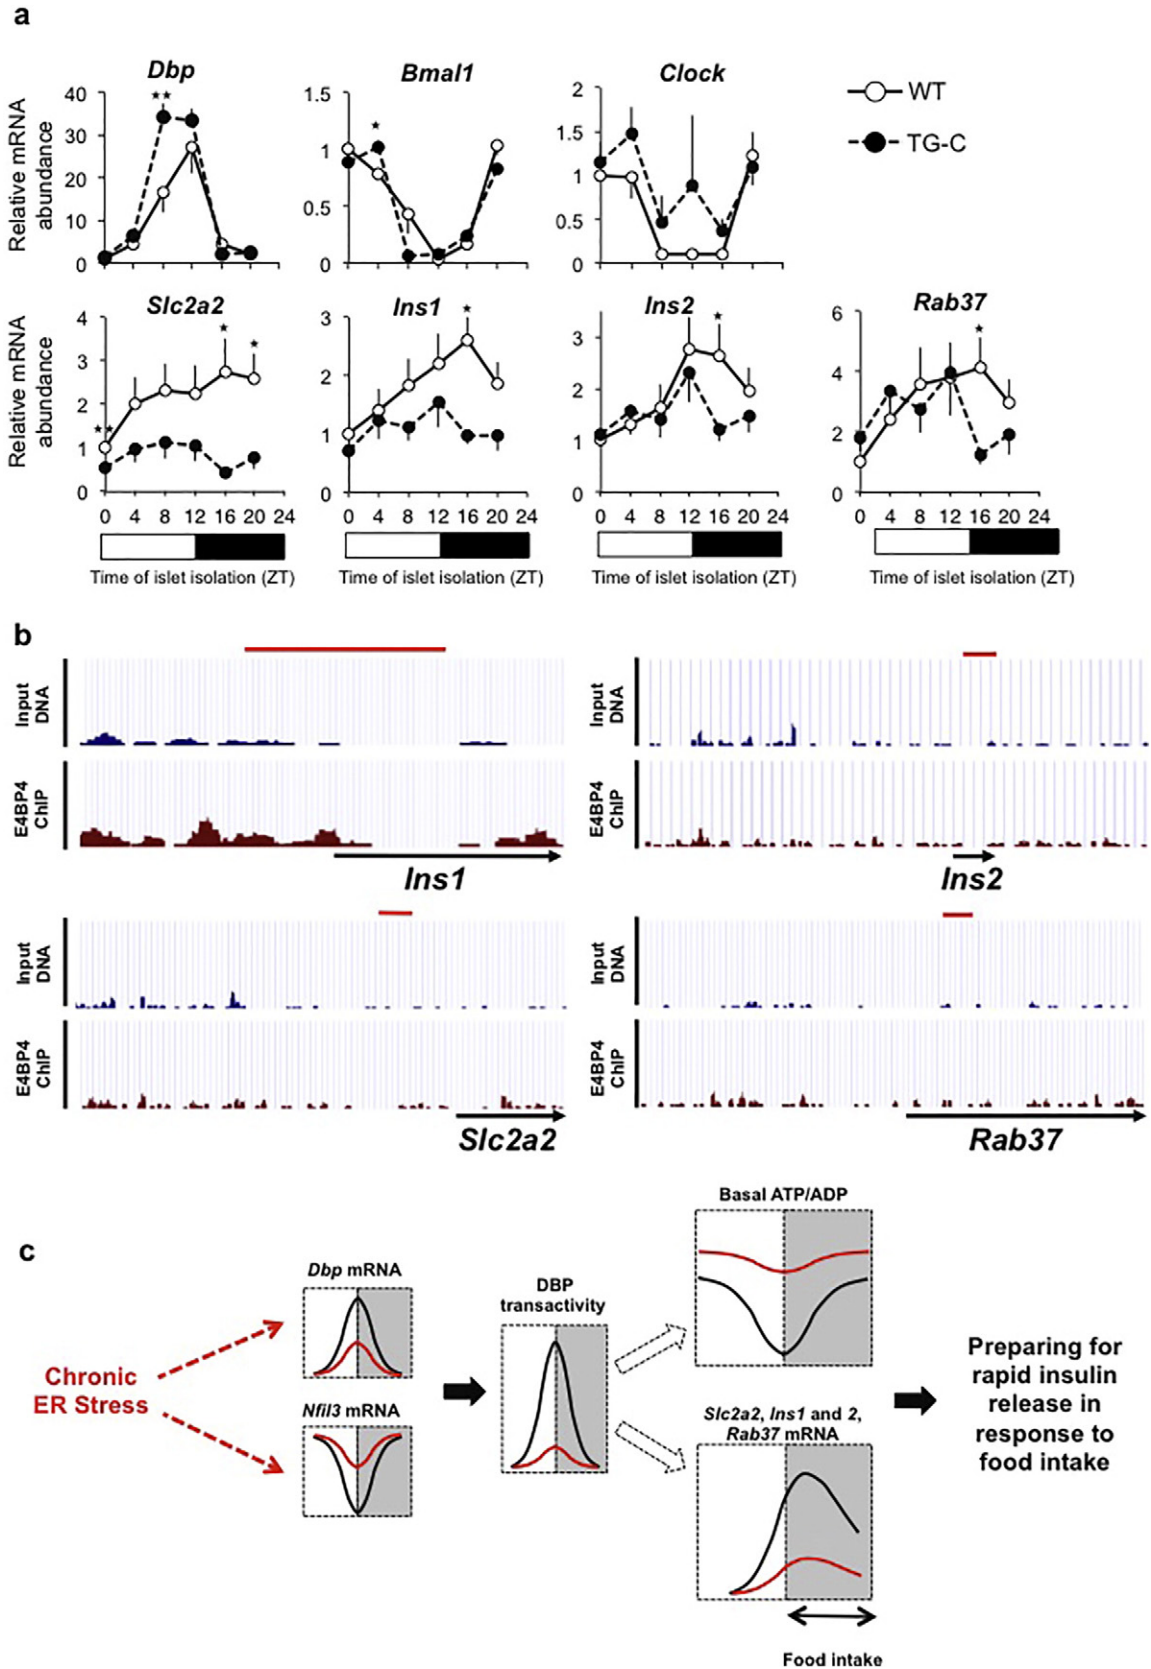 a
Dbp
Bmal1
Clock
WT
TG-C
Relative mRNA
abundance
40
30
20
10
0
1.5
1
0.5
0
2
1.5
1
0.5
0
Slc2a2
Ins1
Ins2
Rab37
Relative mRNA
abundance
4
3
2
1
0
3
2
1
0
3
2
1
0
6
4
2
0
0 4 8 12 16 20 24
0 4 8 12 16 20 24
0 4 8 12 16 20 24
0 4 8 12 16 20 24
Time of islet isolation (ZT)
Time of islet isolation (ZT)
Time of islet isolation (ZT)
Time of islet isolation (ZT)
b
Input
DNA
E4BP4
ChIP
Ins1
Input
DNA
E4BP4
ChIP
Ins2
Input
DNA
E4BP4
ChIP
Slc2a2
Input
DNA
E4BP4
ChIP
Rab37
c
Chronic
ER Stress
Dbp mRNA
Nfil3 mRNA
DBP
transactivity
Basal ATP/ADP
Slc2a2, Ins1 and 2,
Rab37 mRNA
Food intake
Preparing for
rapid insulin
release in
response to
food intake